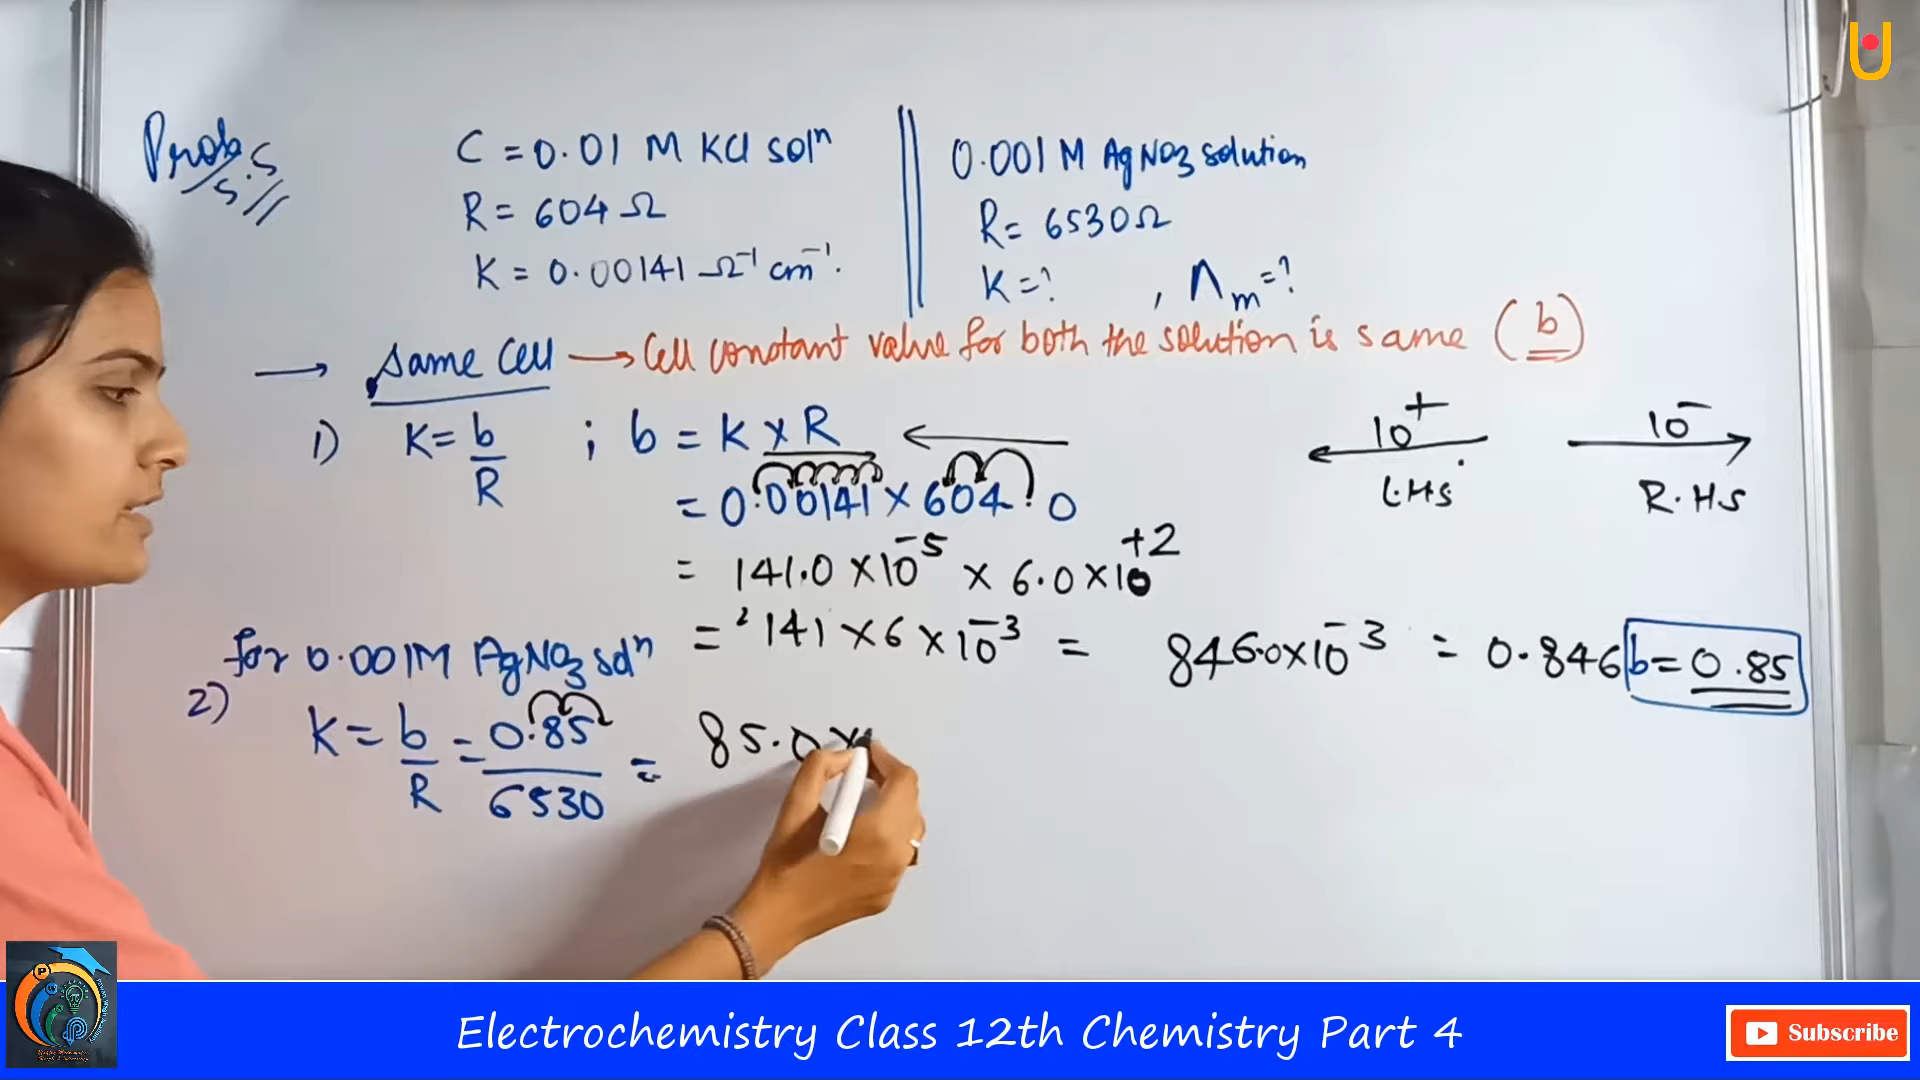 Prob 5.5
C = 0.01 M KCl solⁿ
R = 604 Ω
K = 0.00141 Ω⁻¹ cm⁻¹.
0.001 M AgNO3 solution
R = 6530Ω
K = ? , Λm = ?
→ Same Cell → Cell constant value for both the solution is same (b)
1) K = b/R ; b = K × R
= 0.00141 × 604.0
= 141.0 × 10⁻⁵ × 6.0 × 10⁺²
= 141 × 6 × 10⁻³ = 846.0 × 10⁻³ = 0.846 b = 0.85
10⁺ 10⁻
L.H.S R.H.S
for 0.001M AgNO3 solⁿ
2) K = b/R = 0.85/6530 = 85.0 ×
Electrochemistry Class 12th Chemistry Part 4
Subscribe